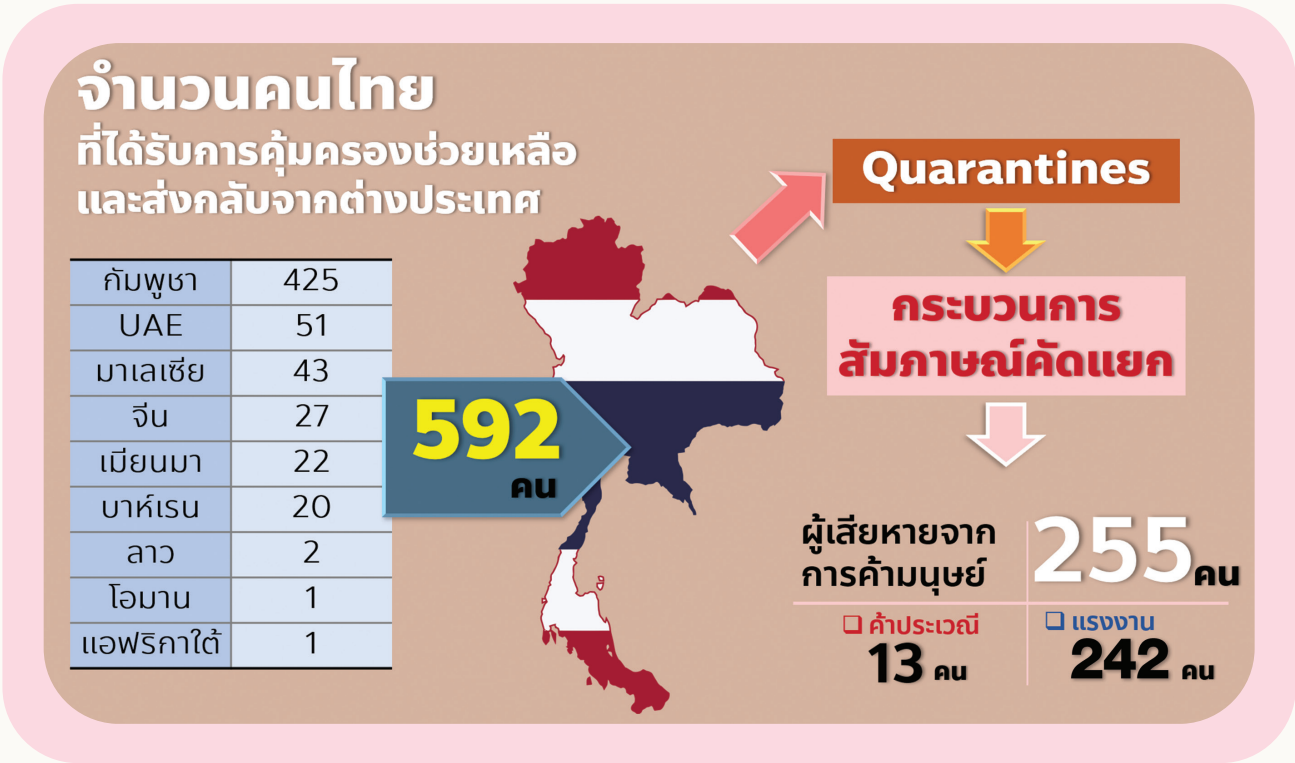 จำนวนคนไทย
ที่ได้รับการคุ้มครองช่วยเหลือ
และส่งกลับจากต่างประเทศ
กัมพูชา 425
UAE 51
มาเลเซีย 43
จีน 27
เมียนมา 22
บาห์เรน 20
ลาว 2
โอมาน 1
แอฟริกาใต้ 1
592
คน
Quarantines
กระบวนการ
สัมภาษณ์คัดแยก
ผู้เสียหายจาก
การค้ามนุษย์
255 คน
❑ ค้าประเวณี
13 คน
❑ แรงงาน
242 คน